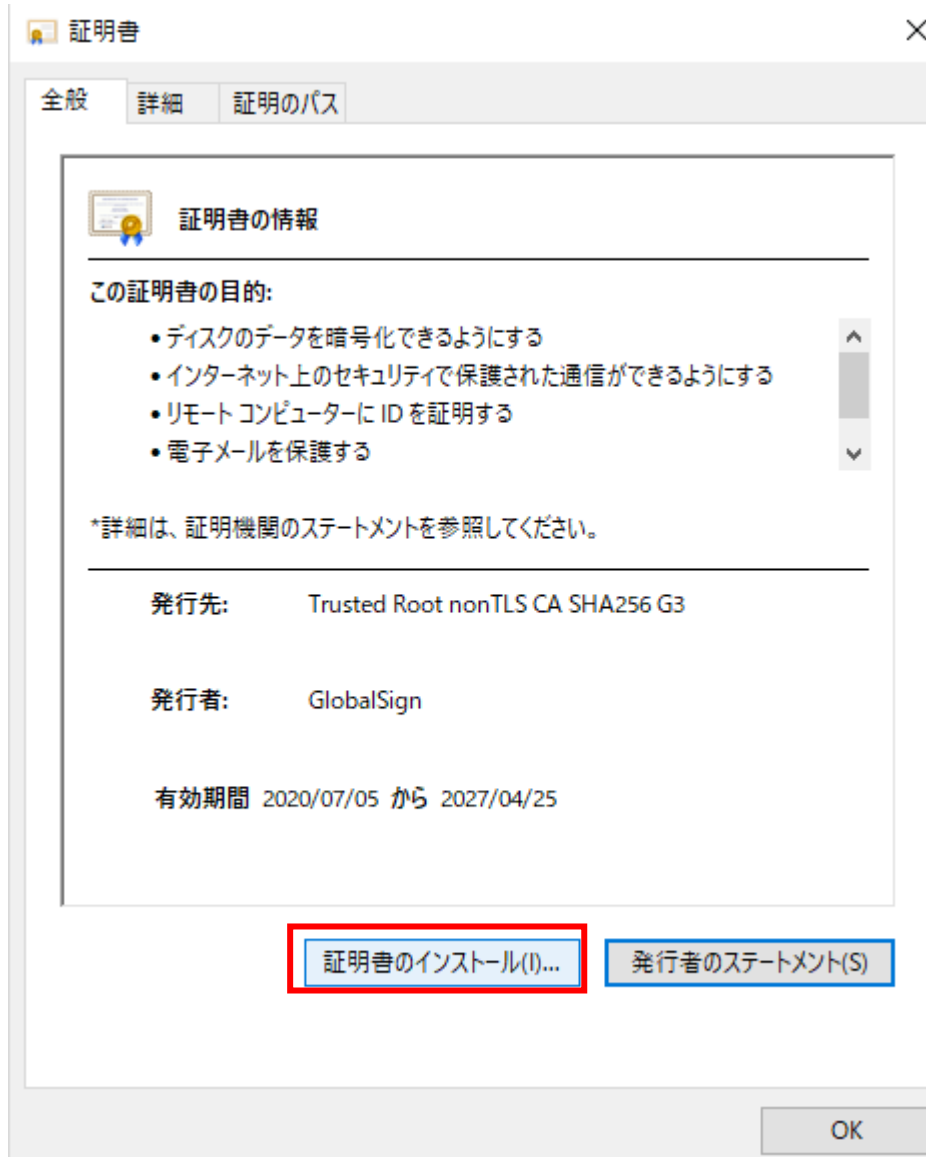 証明書
全般
詳細
証明のパス
証明書の情報
この証明書の目的:
• ディスクのデータを暗号化できるようにする
• インターネット上のセキュリティで保護された通信ができるようにする
• リモート コンピューターに ID を証明する
• 電子メールを保護する
*詳細は、証明機関のステートメントを参照してください。
発行先: Trusted Root nonTLS CA SHA256 G3
発行者: GlobalSign
有効期間 2020/07/05 から 2027/04/25
証明書のインストール(I)...
発行者のステートメント(S)
OK